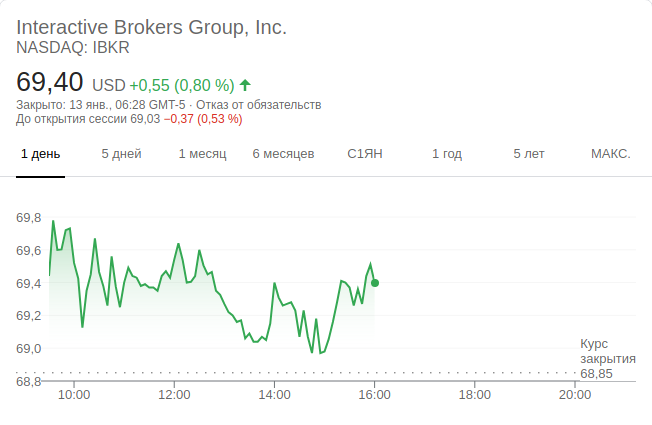 Interactive Brokers Group, Inc.
NASDAQ: IBKR
69,40 USD +0,55 (0,80 %)
Закрыто: 13 янв., 06:28 GMT-5 · Отказ от обязательств
До открытия сессии 69,03 −0,37 (0,53 %)
1 день 5 дней 1 месяц 6 месяцев С1ЯН 1 год 5 лет МАКС.
69,8
69,6
69,4
69,2
69,0
Курс
закрытия
68,85
68,8
10:00 12:00 14:00 16:00 18:00 20:00